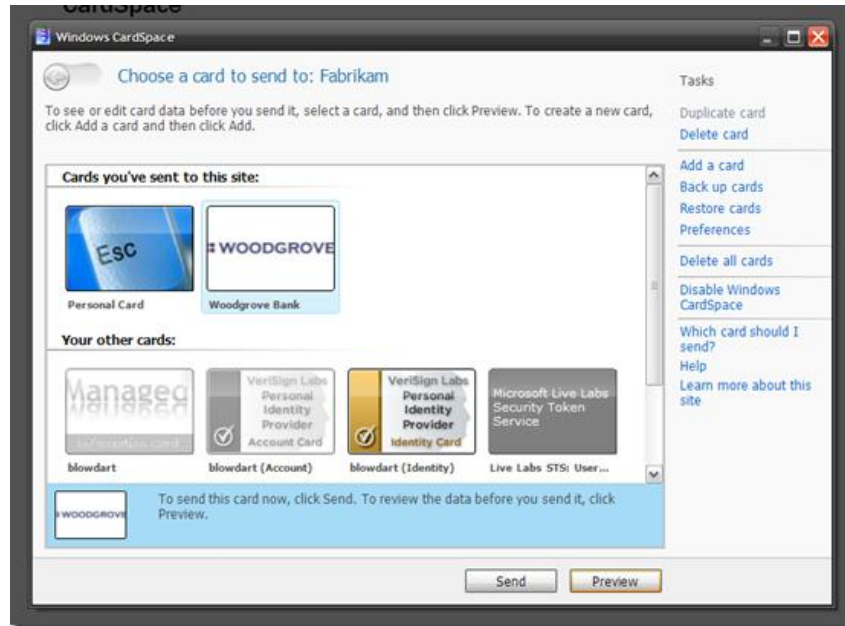 CardSpace
Windows CardSpace
Choose a card to send to: Fabrikam
To see or edit card data before you send it, select a card, and then click Preview. To create a new card,
click Add a card and then click Add.
Cards you've sent to this site:
Esc
WOODGROVE
Personal Card
Woodgrove Bank
Your other cards:
Managed
Information Card
VeriSign Labs
Personal
Identity
Provider
Account Card
VeriSign Labs
Personal
Identity
Provider
Identity Card
Microsoft Live Labs
Security Token
Service
blowdart
blowdart (Account)
blowdart (Identity)
Live Labs STS: User...
WOODGROVE
To send this card now, click Send. To review the data before you send it, click
Preview.
Send
Preview
Tasks
Duplicate card
Delete card
Add a card
Back up cards
Restore cards
Preferences
Delete all cards
Disable Windows
CardSpace
Which card should I
send?
Help
Learn more about this
site